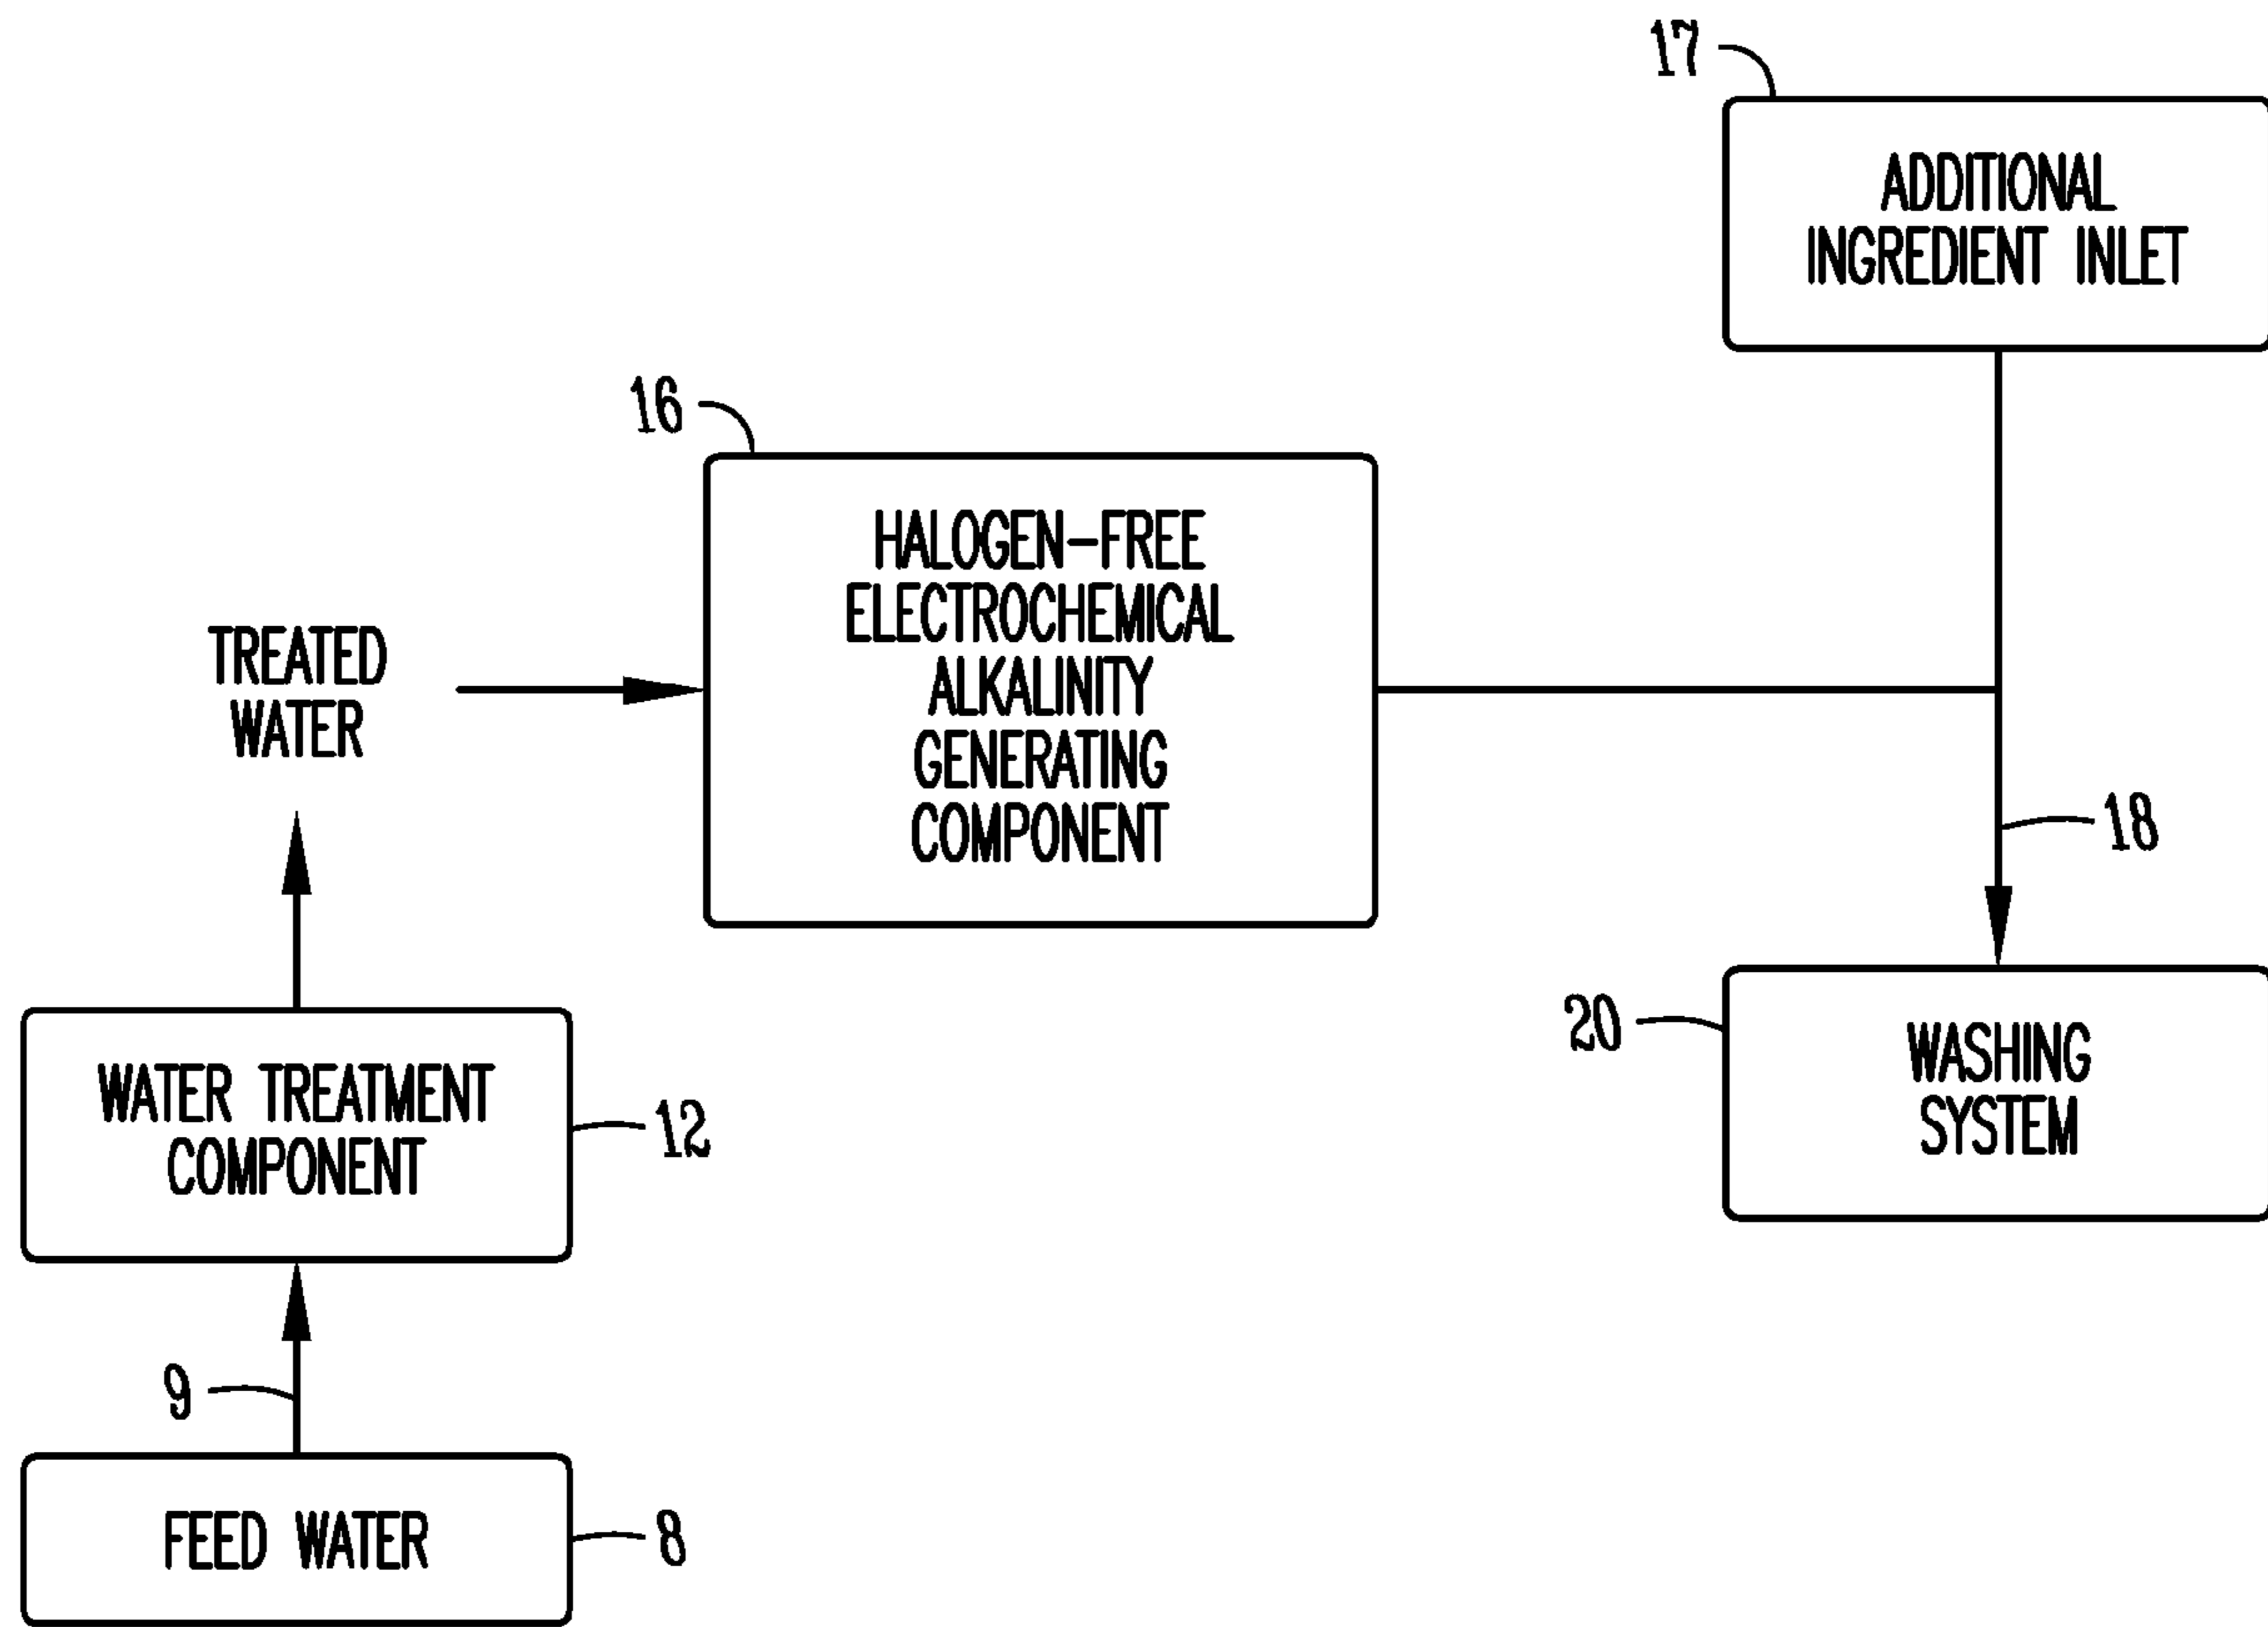 17
ADDITIONAL
INGREDIENT INLET
16
HALOGEN-FREE
ELECTROCHEMICAL
ALKALINITY
GENERATING
COMPONENT
TREATED
WATER
18
20
WASHING
SYSTEM
WATER TREATMENT
COMPONENT
12
9
FEED WATER
8